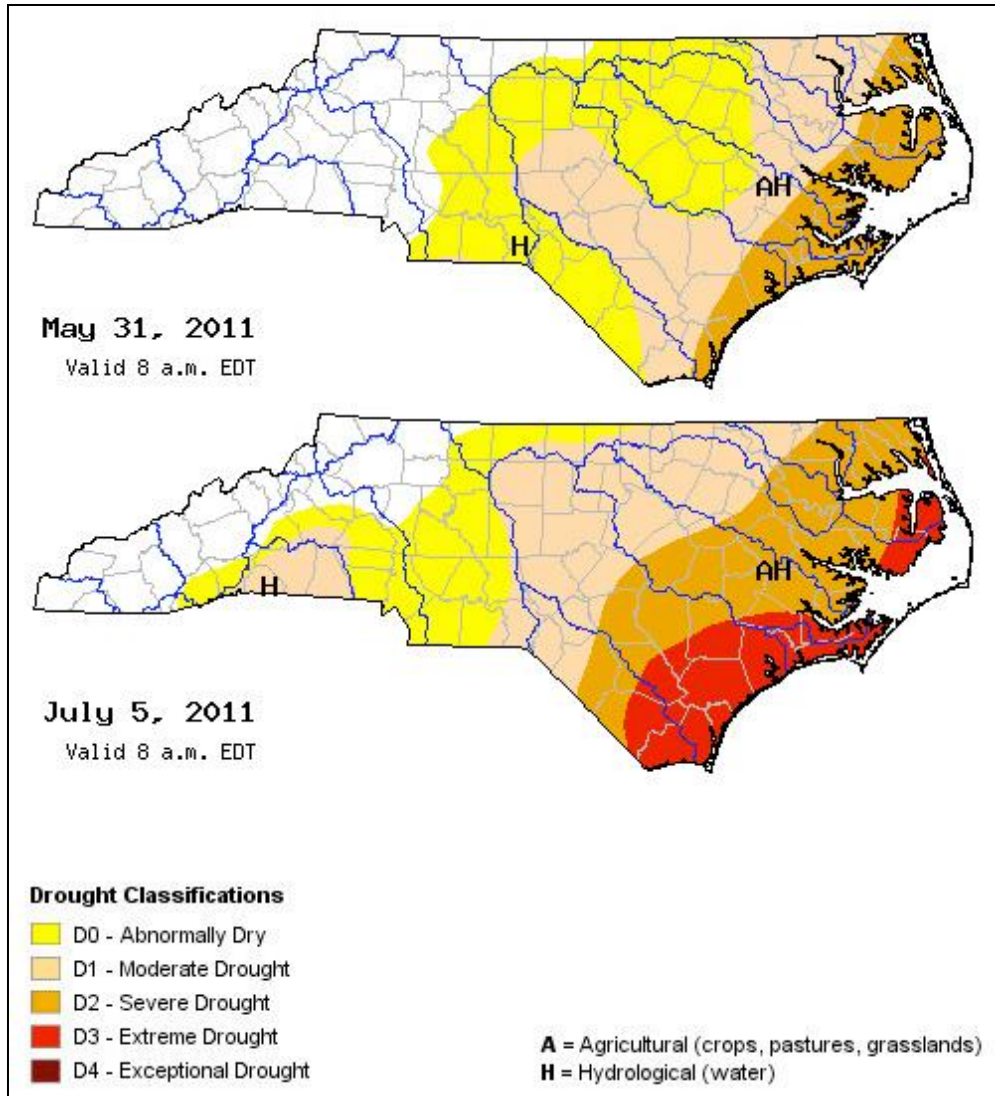 AH
H
May 31, 2011
Valid 8 a.m. EDT
H
AH
July 5, 2011
Valid 8 a.m. EDT
Drought Classifications
D0 - Abnormally Dry
D1 - Moderate Drought
D2 - Severe Drought
D3 - Extreme Drought
D4 - Exceptional Drought
A = Agricultural (crops, pastures, grasslands)
H = Hydrological (water)